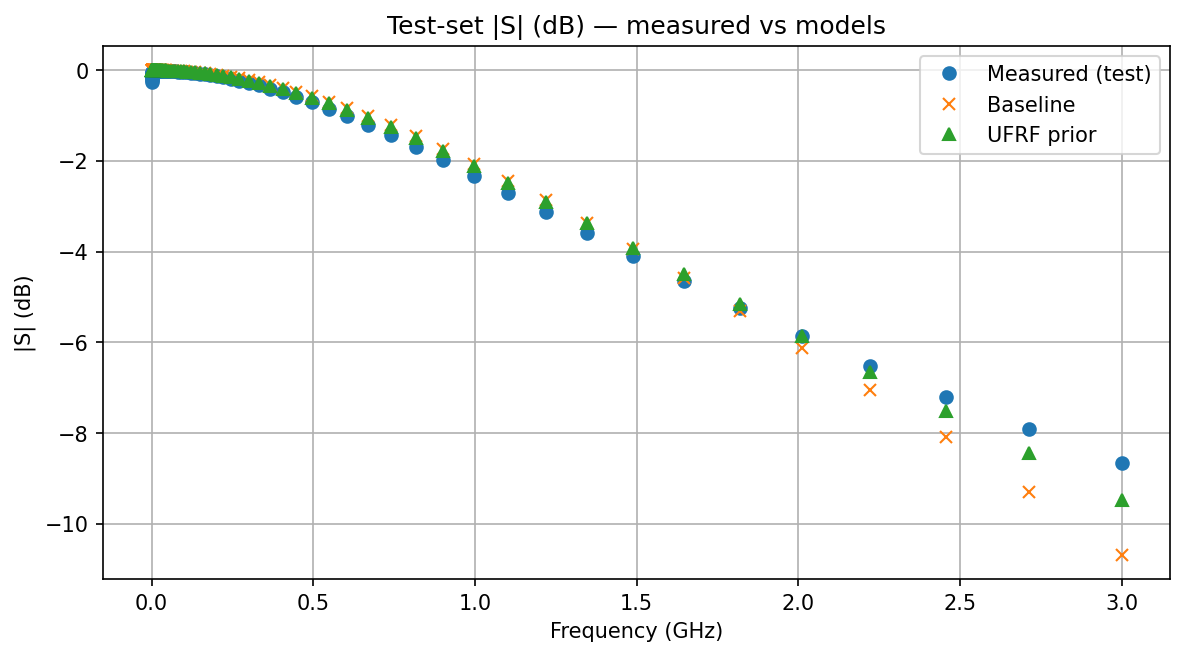 Test-set |S| (dB) — measured vs models
Measured (test)
Baseline
UFRF prior
|S| (dB)
0
−2
−4
−6
−8
−10
0.0 0.5 1.0 1.5 2.0 2.5 3.0
Frequency (GHz)